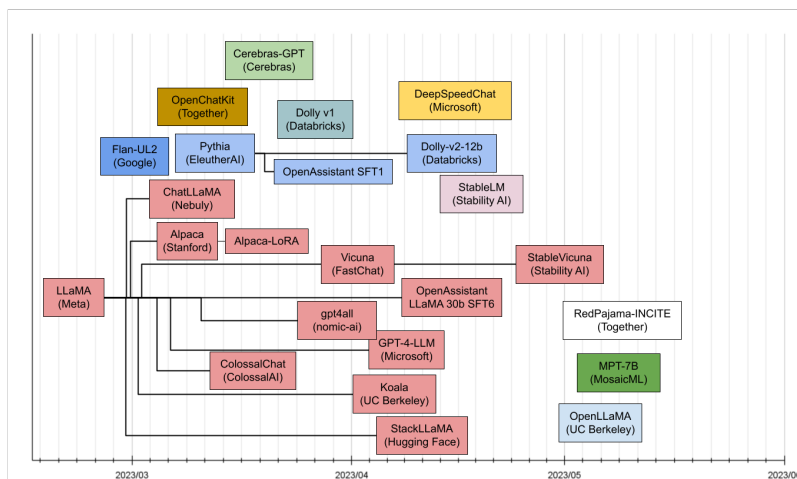 Cerebras-GPT
(Cerebras)
OpenChatKit
(Together)
DeepSpeedChat
(Microsoft)
Dolly v1
(Databricks)
Flan-UL2
(Google)
Pythia
(EleutherAI)
Dolly-v2-12b
(Databricks)
OpenAssistant SFT1
ChatLLaMA
(Nebuly)
StableLM
(Stability AI)
Alpaca
(Stanford)
Alpaca-LoRA
Vicuna
(FastChat)
StableVicuna
(Stability AI)
LLaMA
(Meta)
OpenAssistant
LLaMA 30b SFT6
gpt4all
(nomic-ai)
RedPajama-INCITE
(Together)
GPT-4-LLM
(Microsoft)
ColossalChat
(ColossalAI)
MPT-7B
(MosaicML)
Koala
(UC Berkeley)
OpenLLaMA
(UC Berkeley)
StackLLaMA
(Hugging Face)
2023/03
2023/04
2023/05
2023/0